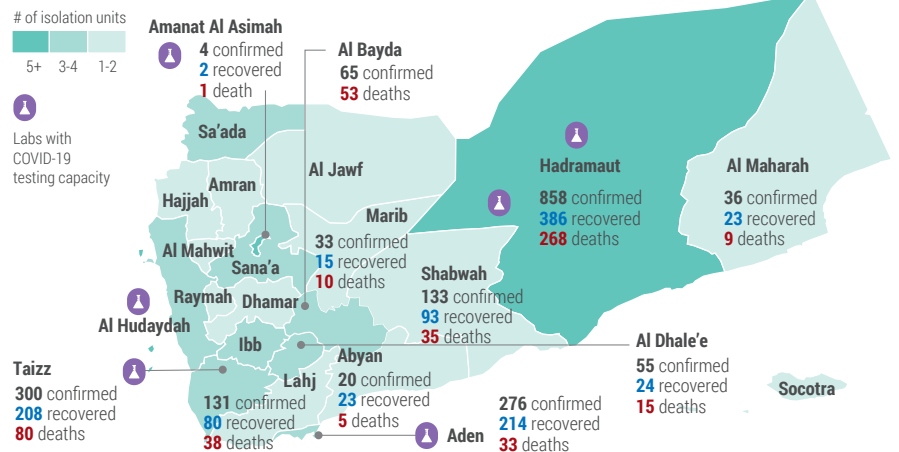 # of isolation units
5+
3-4
1-2
Labs with
COVID-19
testing capacity
Amanat Al Asimah
4 confirmed
2 recovered
1 death
Al Bayda
65 confirmed
53 deaths
Sa'ada
Al Jawf
Amran
Hajjah
Marib
33 confirmed
15 recovered
10 deaths
Hadramaut
858 confirmed
386 recovered
268 deaths
Al Maharah
36 confirmed
23 recovered
9 deaths
Al Mahwit
Sana'a
Shabwah
133 confirmed
93 recovered
35 deaths
Raymah
Dhamar
Al Hudaydah
Ibb
Al Dhale'e
55 confirmed
24 recovered
15 deaths
Abyan
20 confirmed
23 recovered
5 deaths
Taizz
300 confirmed
208 recovered
80 deaths
Lahj
131 confirmed
80 recovered
38 deaths
Aden
276 confirmed
214 recovered
33 deaths
Socotra